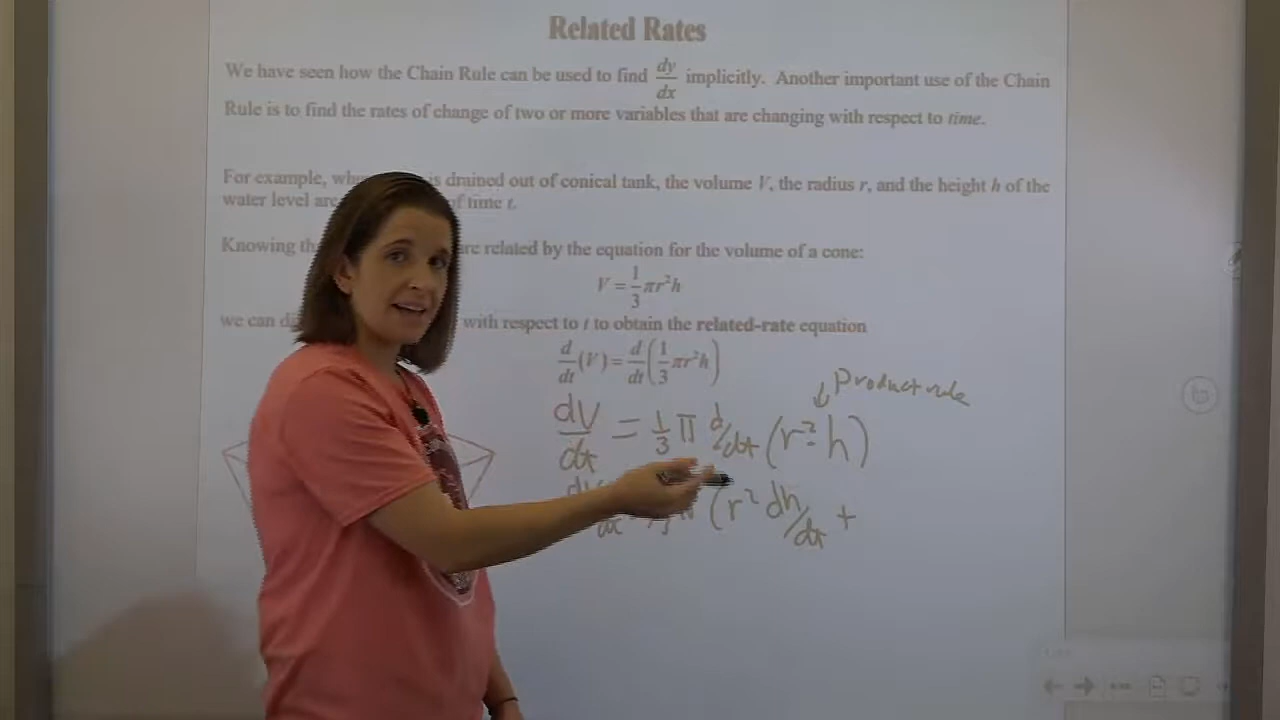 Related Rates
We have seen how the Chain Rule can be used to find dy/dx implicitly. Another important use of the Chain
Rule is to find the rates of change of two or more variables that are changing with respect to time.
For example, is drained out of conical tank, the volume V, the radius r, and the height h of the
water level are of time t.
Knowing are related by the equation for the volume of a cone:
V = 1/3 πr²h
we can with respect to t to obtain the related-rate equation
d/dt (V) = d/dt (1/3 πr²h)
Product rule
dV/dt = 1/3 π d/dt (r² · h)
(r² dh/dt +